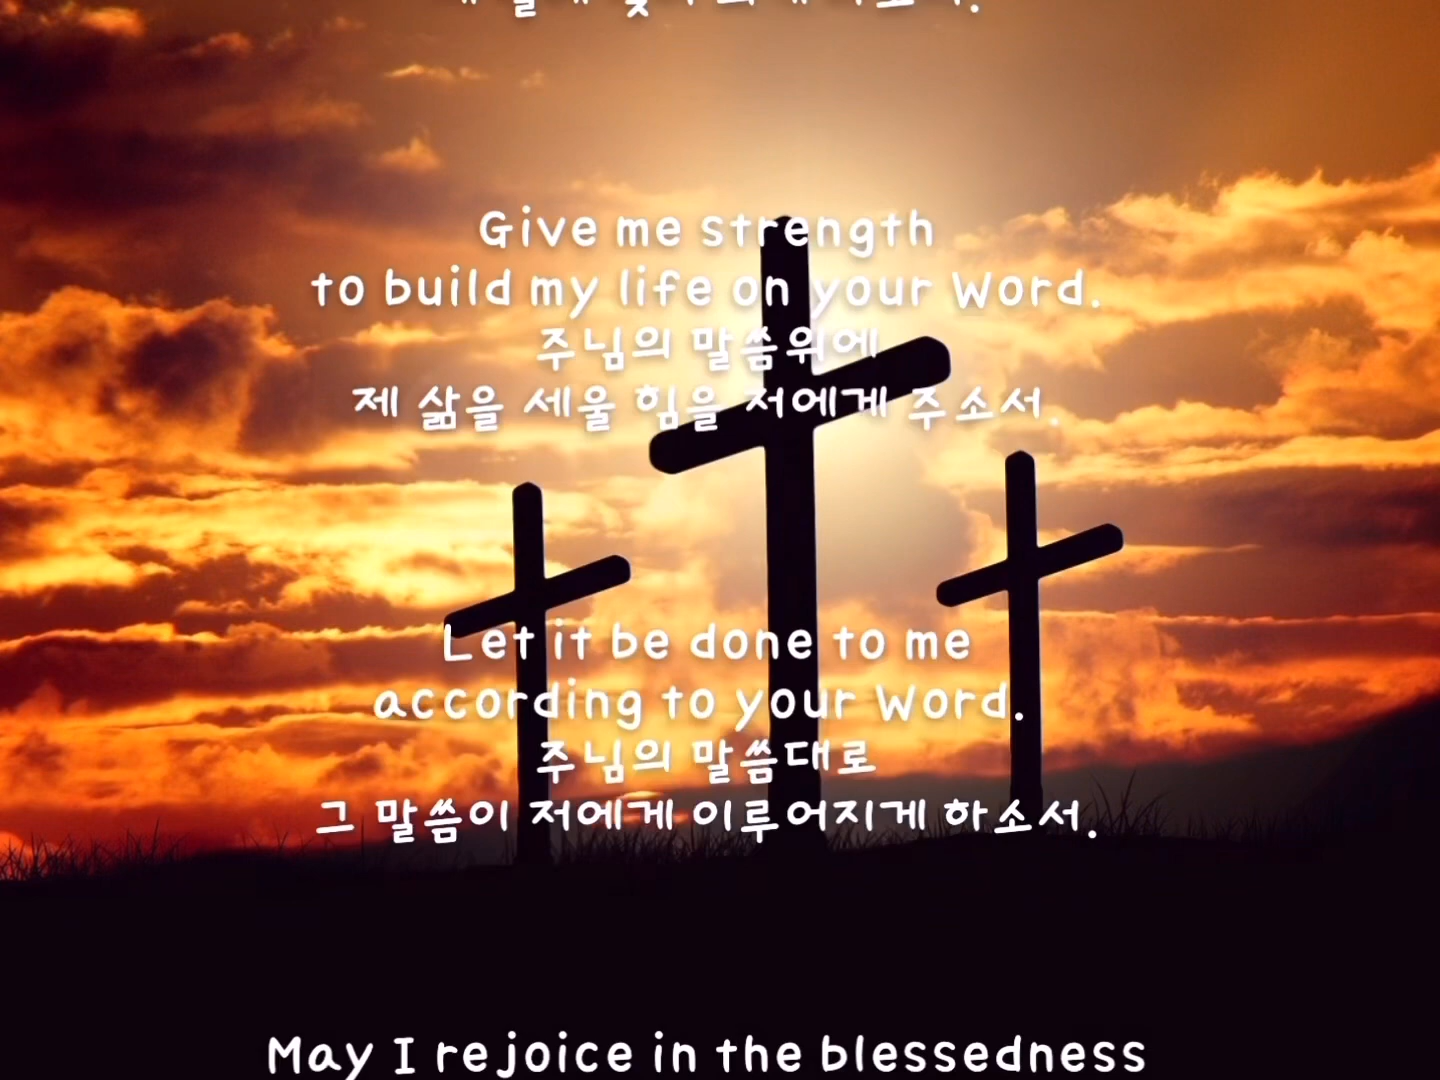 Give me strength
to build my life on your Word.
주님의 말씀위에
제 삶을 세울 힘을 저에게 주소서.
Let it be done to me
according to your Word.
주님의 말씀대로
그 말씀이 저에게 이루어지게 하소서.
May I rejoice in the blessedness